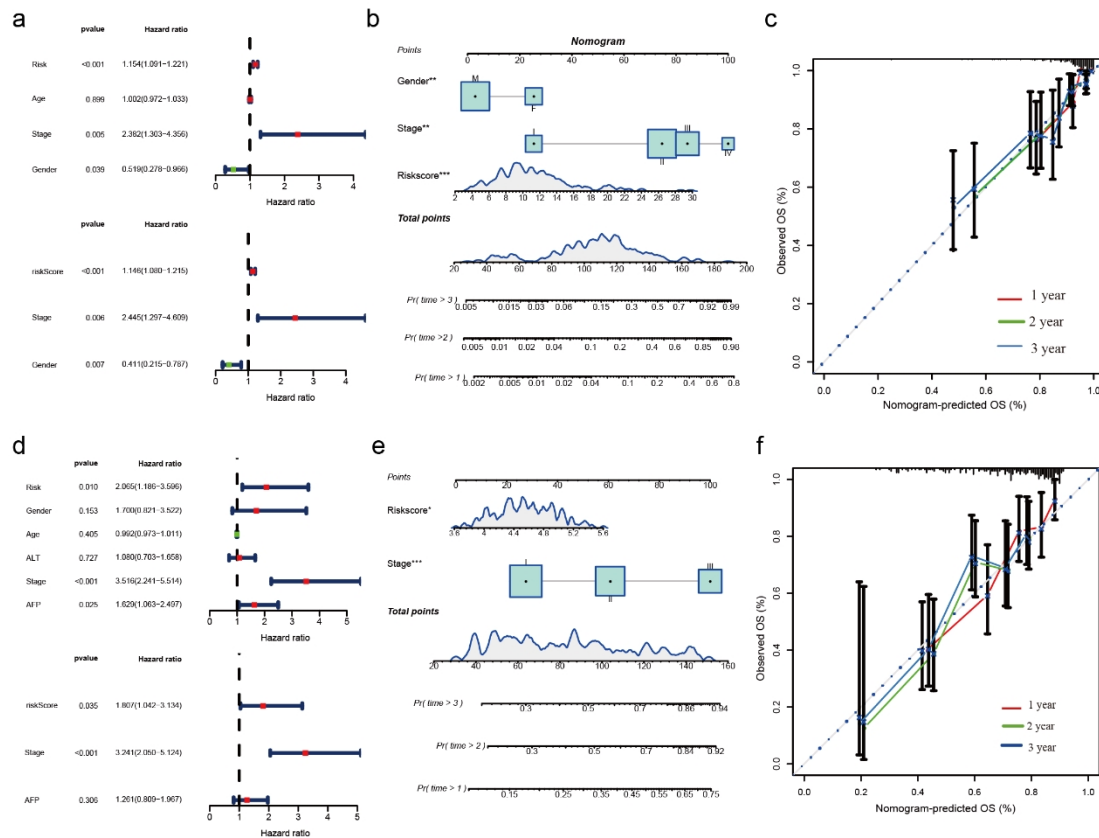 a
pvalue Hazard ratio
Risk <0.001 1.154(1.091−1.221)
Age 0.899 1.002(0.972−1.033)
Stage 0.005 2.382(1.303−4.356)
Gender 0.039 0.519(0.278−0.966)
0 1 2 3 4
Hazard ratio
pvalue Hazard ratio
riskScore <0.001 1.146(1.080−1.215)
Stage 0.006 2.445(1.297−4.609)
Gender 0.007 0.411(0.215−0.787)
0 1 2 3 4
Hazard ratio
b
Nomogram
Points
0 20 40 60 80 100
Gender**
M
F
Stage**
I
II
III
IV
Riskscore***
2 4 6 8 10 12 14 16 18 20 22 24 26 28 30
Total points
20 40 60 80 100 120 140 160 180 200
Pr( time > 3 )
0.005 0.015 0.03 0.06 0.15 0.3 0.5 0.7 0.92 0.99
Pr( time >2 )
0.005 0.01 0.02 0.04 0.1 0.2 0.4 0.6 0.85 0.98
Pr( time > 1 )
0.002 0.005 0.01 0.02 0.04 0.1 0.2 0.4 0.6 0.8
c
Observed OS (%)
0.0 0.2 0.4 0.6 0.8 1.0
1 year
2 year
3 year
0.0 0.2 0.4 0.6 0.8 1.0
Nomogram-predicted OS (%)
d
pvalue Hazard ratio
Risk 0.010 2.065(1.186−3.596)
Gender 0.153 1.700(0.821−3.522)
Age 0.405 0.992(0.973−1.011)
ALT 0.727 1.080(0.703−1.658)
Stage <0.001 3.516(2.241−5.514)
AFP 0.025 1.629(1.063−2.497)
0 1 2 3 4 5
Hazard ratio
pvalue Hazard ratio
riskScore 0.035 1.807(1.042−3.134)
Stage <0.001 3.241(2.050−5.124)
AFP 0.306 1.261(0.809−1.967)
0 1 2 3 4 5
Hazard ratio
e
Points
0 20 40 60 80 100
Riskscore*
3.6 4 4.4 4.8 5.2 5.6
Stage***
I
II
III
Total points
20 40 60 80 100 120 140 160
Pr( time > 3 )
0.3 0.5 0.7 0.86 0.94
Pr( time > 2 )
0.3 0.5 0.7 0.84 0.92
Pr( time > 1 )
0.15 0.25 0.35 0.45 0.55 0.65 0.75
f
Observed OS (%)
0.0 0.2 0.4 0.6 0.8 1.0
1 year
2 year
3 year
0.0 0.2 0.4 0.6 0.8 1.0
Nomogram-predicted OS (%)